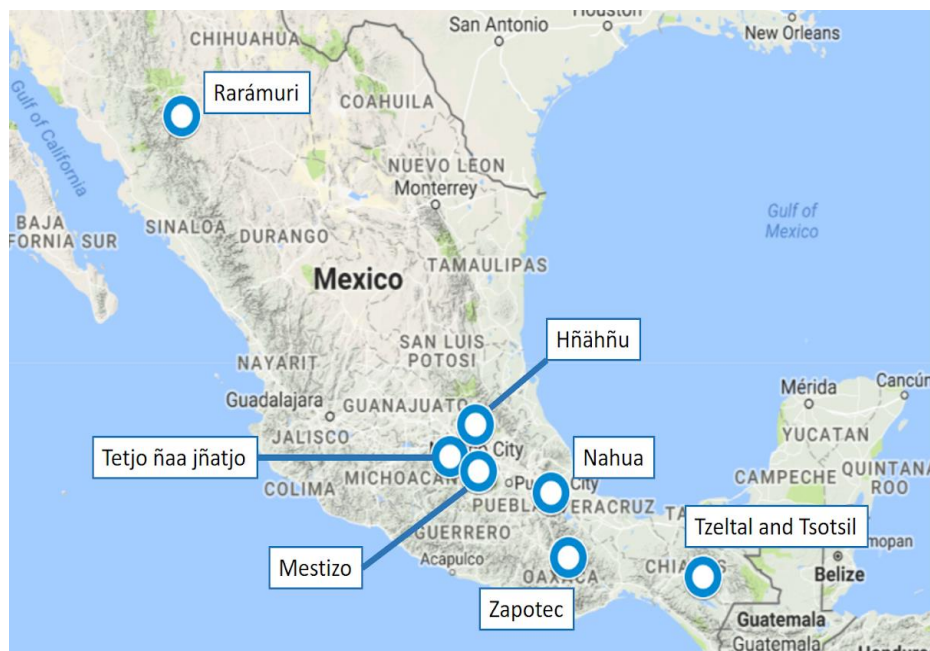 Houston
San Antonio
New Orleans
CHIHUAHUA
Rarámuri
COAHUILA
Gulf of
California
NUEVO LEON
Monterrey
BAJA
FORNIA SUR
SINALOA
DURANGO
Gulf of
Mexico
TAMAULIPAS
Mexico
Hñähñu
SAN LUIS
POTOSI
NAYARIT
Mérida
Cancún
Guadalajara
GUANAJUATO
YUCATAN
JALISCO
City
Tetjo ñaa jñatjo
Nahua
CAMPECHE
QUINTANA
ROO
COLIMA
MICHOACAN
City
PUEBLA
VERACRUZ
Tzeltal and Tsotsil
GUERRERO
Mestizo
Acapulco
mopan
Belize
OAXACA
Zapotec
Guatemala
Guatemala